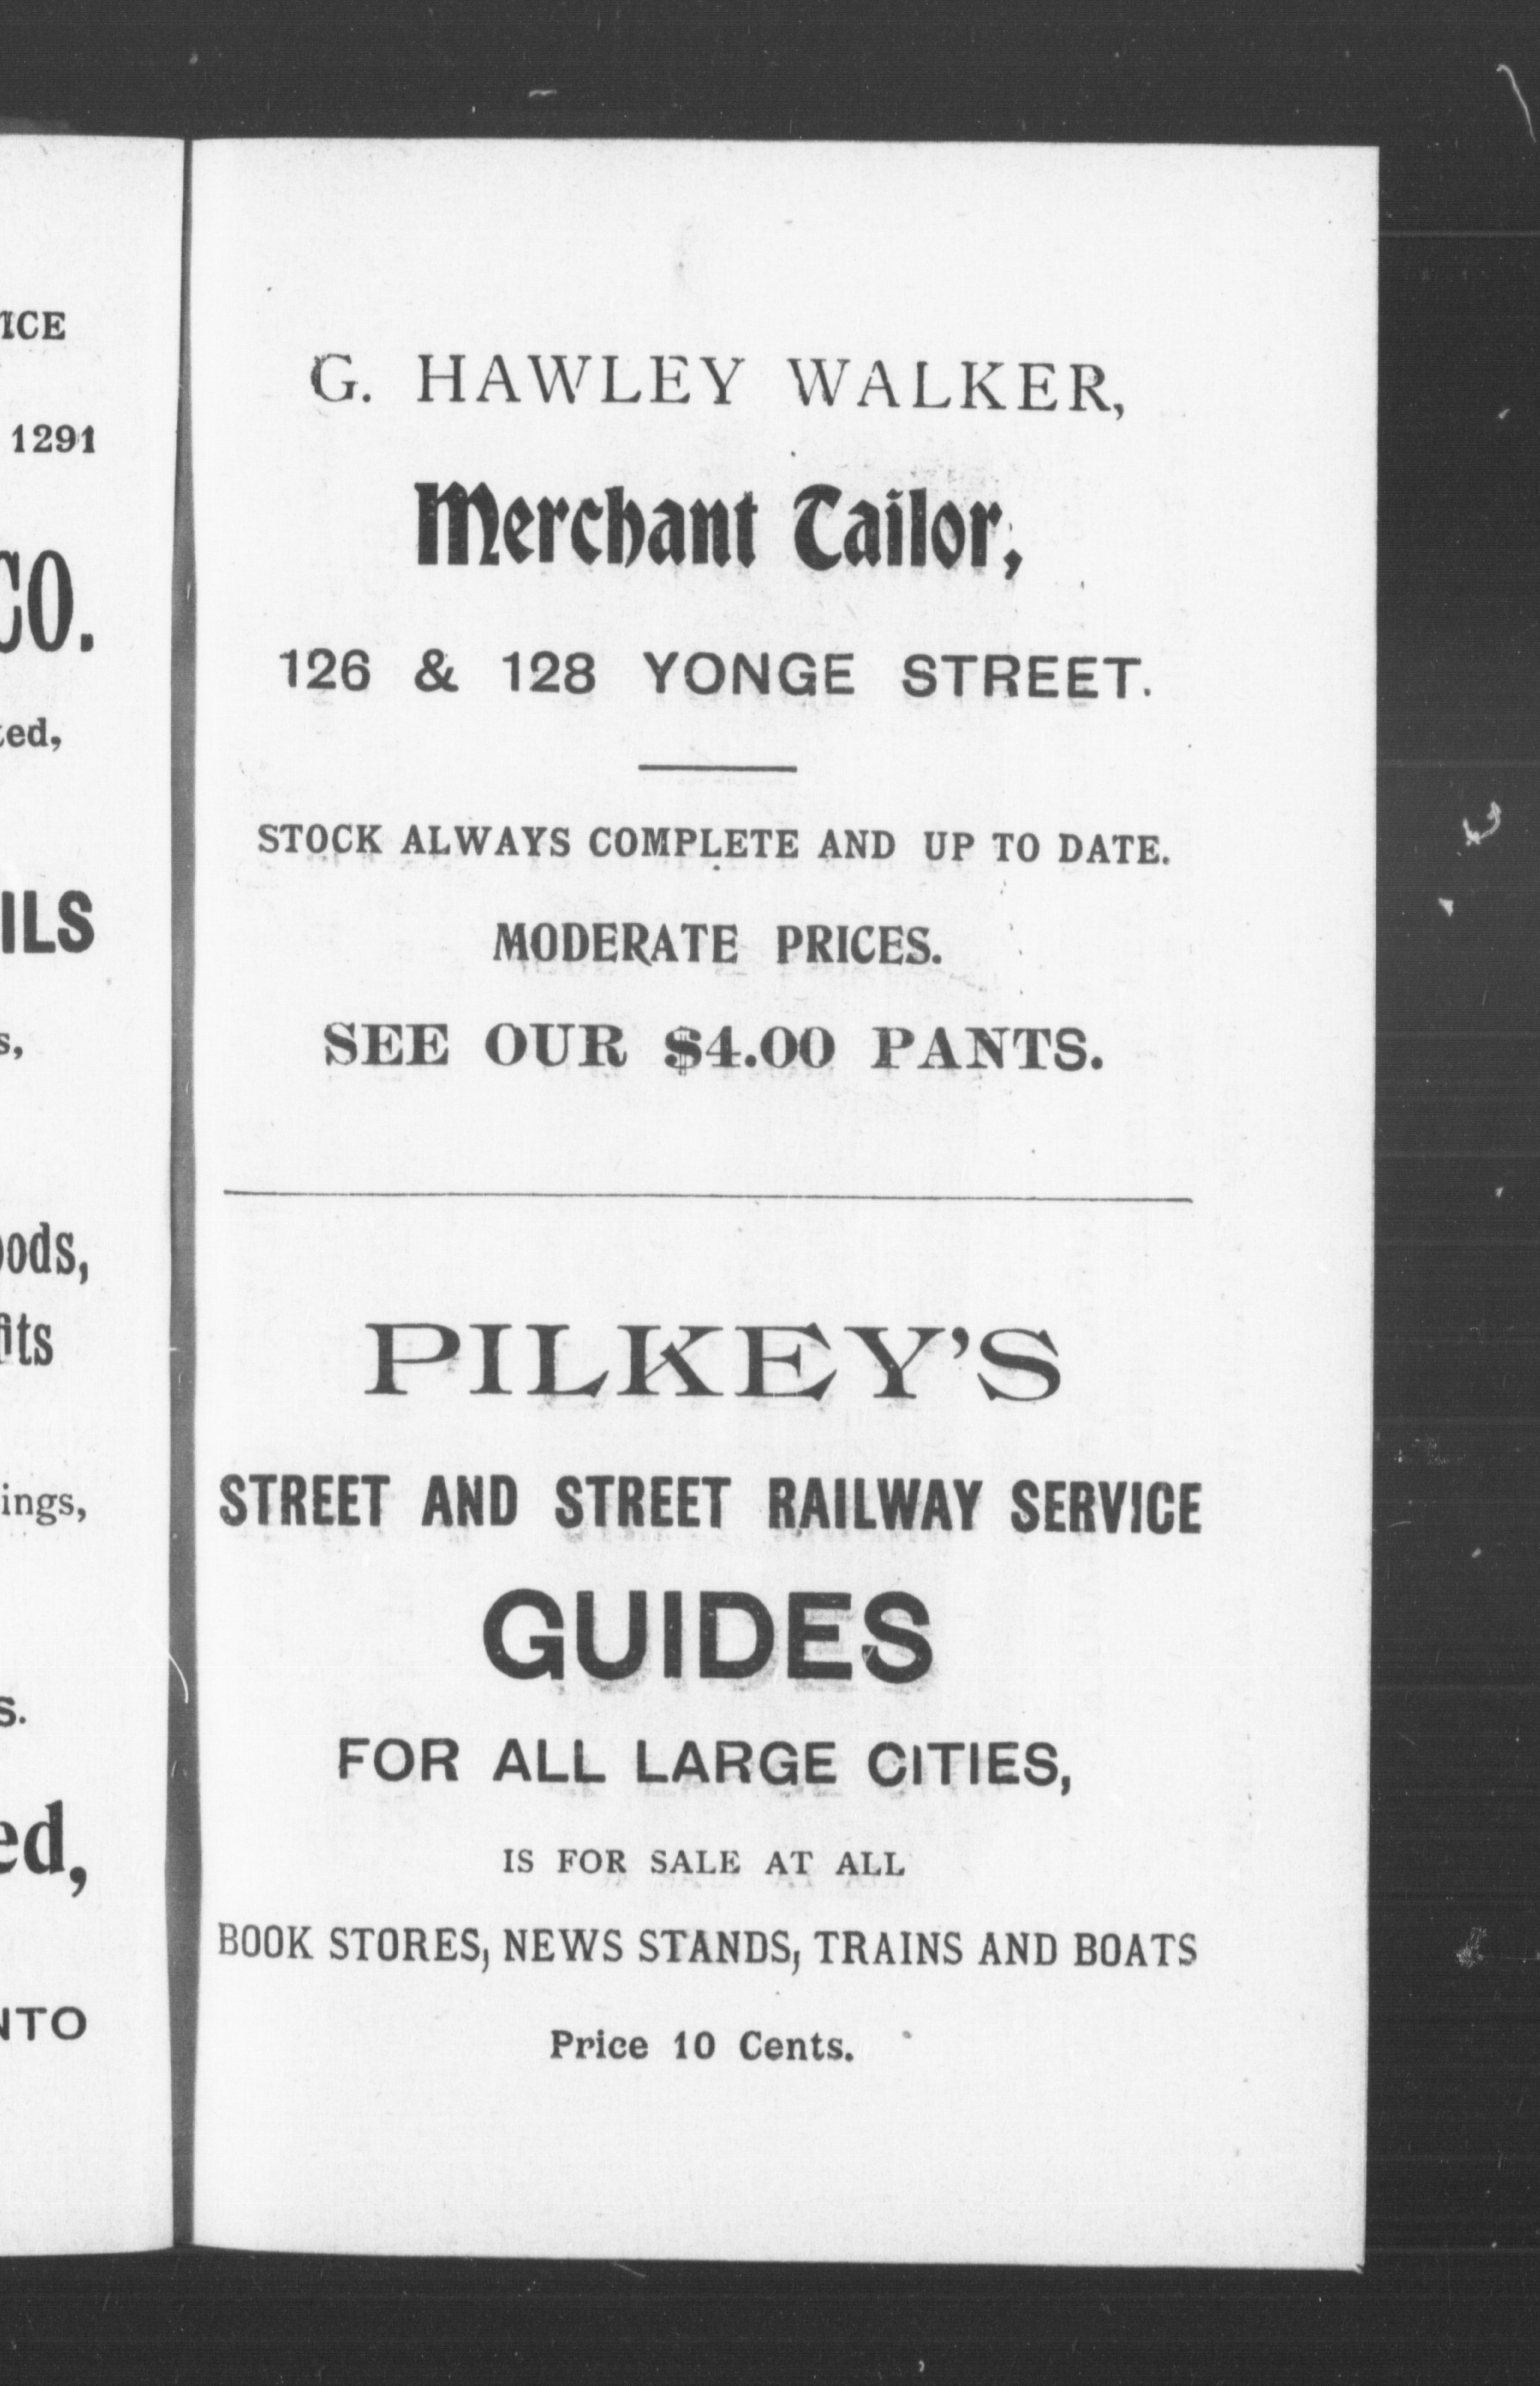 G. HAWLEY WALKER,
Merchant Tailor,
126 & 128 YONGE STREET.
STOCK ALWAYS COMPLETE AND UP TO DATE.
MODERATE PRICES.
SEE OUR $4.00 PANTS.
PILKEY'S
STREET AND STREET RAILWAY SERVICE
GUIDES
FOR ALL LARGE CITIES,
IS FOR SALE AT ALL
BOOK STORES, NEWS STANDS, TRAINS AND BOATS
Price 10 Cents.
1291
CO.